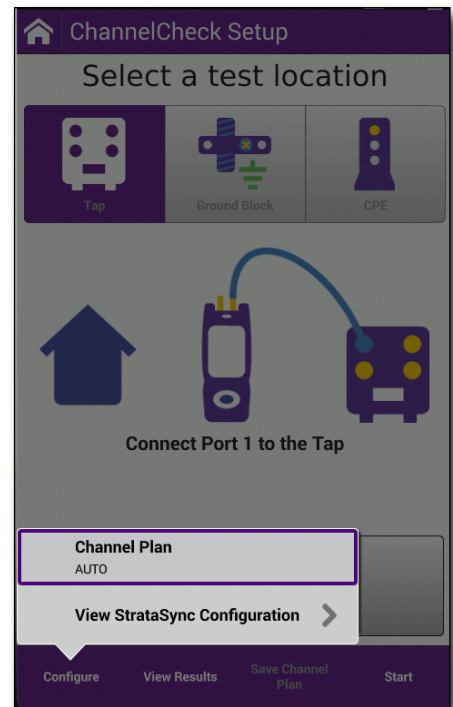 ChannelCheck Setup
Select a test location
Tap
Ground Block
CPE
Connect Port 1 to the Tap
Channel Plan
AUTO
View StrataSync Configuration
Configure
View Results
Save Channel
Plan
Start